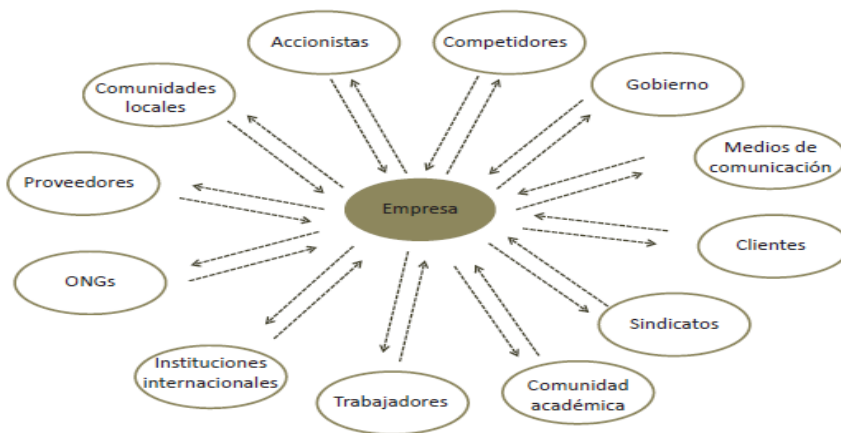 Accionistas
Competidores
Comunidades
locales
Gobierno
Medios de
comunicación
Proveedores
Empresa
Clientes
ONGs
Sindicatos
Instituciones
internacionales
Trabajadores
Comunidad
académica